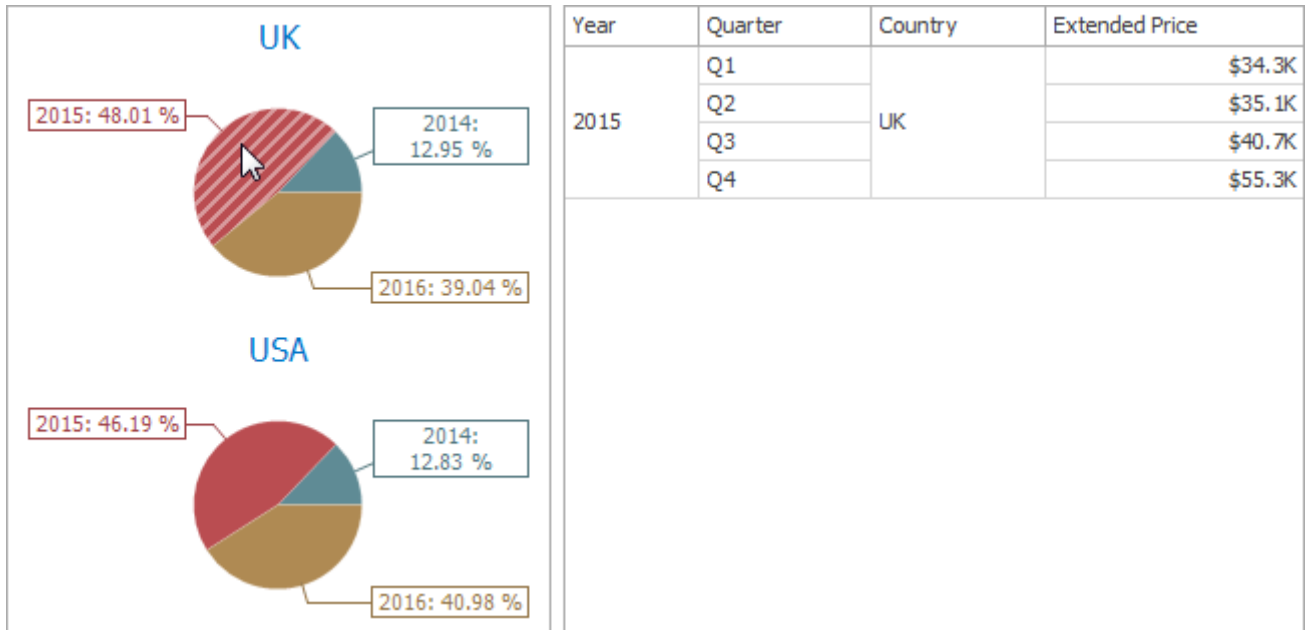 UK
2015: 48.01 %
2014:
12.95 %
2016: 39.04 %
USA
2015: 46.19 %
2014:
12.83 %
2016: 40.98 %
Year Quarter Country Extended Price
2015 Q1 UK $34.3K
Q2 $35.1K
Q3 $40.7K
Q4 $55.3K